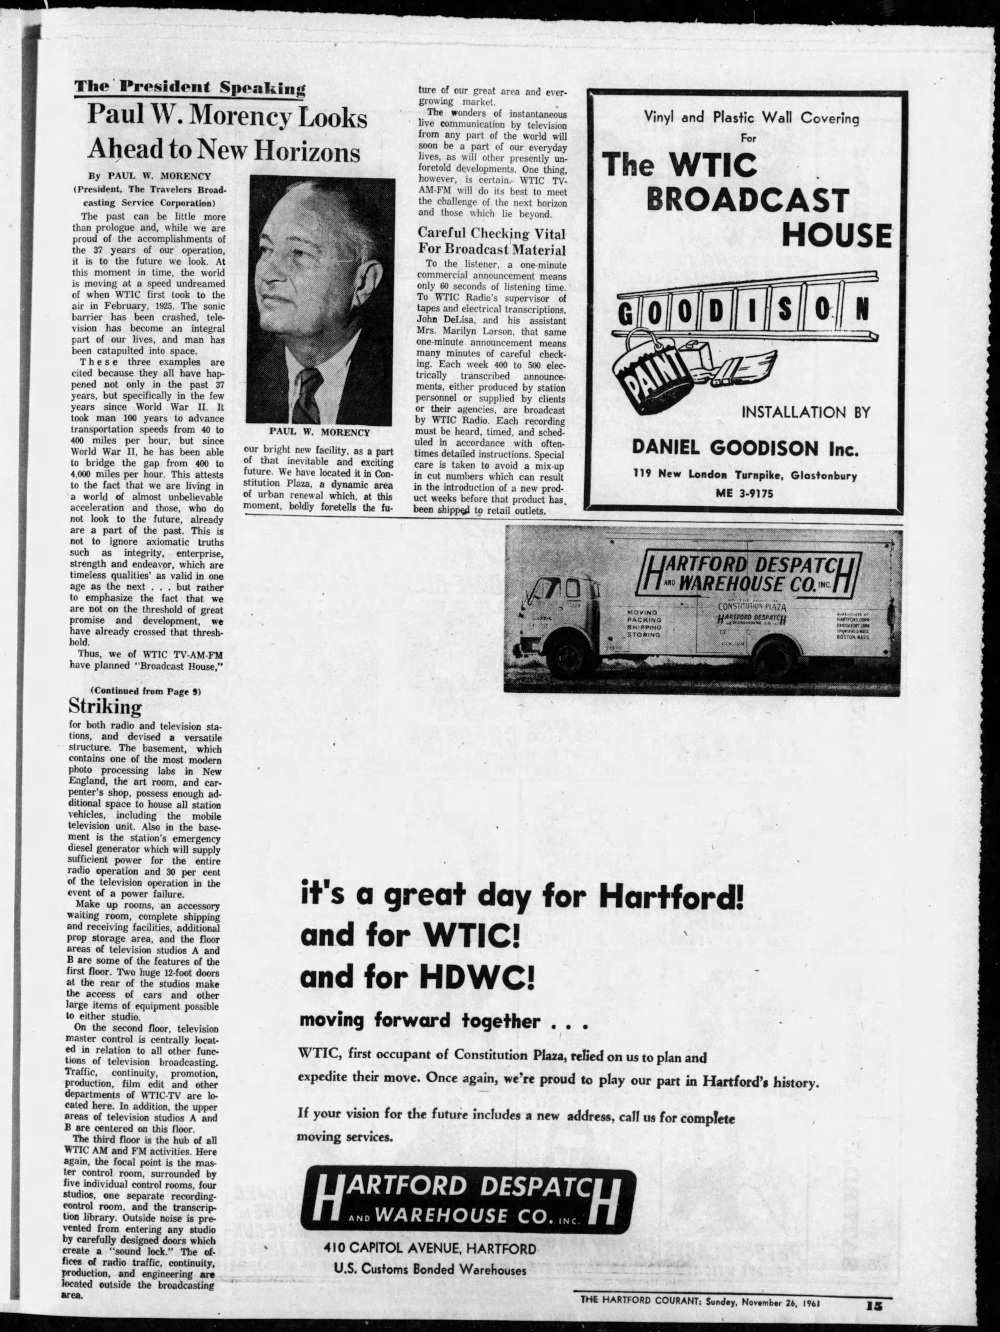 The President Speaking
Paul W. Morency Looks
Ahead to New Horizons
By PAUL W. MORENCY
(President, The Travelers Broad-
casting Service Corporation)
The past can be little more
than prologue and, while we are
proud of the accomplishments of
the 37 years of our operation,
it is to the future we look. At
this moment in time, the world
is moving at a speed undreamed
of when WTIC first took to the
air in February, 1925. The sonic
barrier has been crashed, tele-
vision has become an integral
part of our lives, and man has
been catapulted into space.
These three examples are
cited because they all have hap-
pened not only in the past 37
years, but specifically in the few
years since World War II. It
took man 100 years to advance
transportation speeds from 40 to
400 miles per hour, but since
World War II, he has been able
to bridge the gap from 400 to
4,000 miles per hour. This attests
to the fact that we are living in
a world of almost unbelievable
acceleration and those, who do
not look to the future, already
are a part of the past. This is
not to ignore axiomatic truths
such as integrity, enterprise,
strength and endeavor, which are
timeless qualities' as valid in one
age as the next . . . but rather
to emphasize the fact that we
are not on the threshold of great
promise and development, we
have already crossed that thresh-
hold.
Thus, we of WTIC TV-AM-FM
have planned "Broadcast House,"
PAUL W. MORENCY
our bright new facility, as a part
of that inevitable and exciting
future. We have located it in Con-
stitution Plaza, a dynamic area
of urban renewal which, at this
moment, boldly foretells the fu-
ture of our great area and ever-
growing market.
The wonders of instantaneous
live communication by television
from any part of the world will
soon be a part of our everyday
lives, as will other presently un-
foretold developments. One thing,
however, is certain. WTIC TV-
AM-FM will do its best to meet
the challenge of the next horizon
and those which lie beyond.
Careful Checking Vital
For Broadcast Material
To the listener, a one-minute
commercial announcement means
only 60 seconds of listening time.
To WTIC Radio's supervisor of
tapes and electrical transcriptions,
John DeLisa, and his assistant
Mrs. Marilyn Larson, that same
one-minute announcement means
many minutes of careful check-
ing. Each week 400 to 500 elec-
trically transcribed announce-
ments, either produced by station
personnel or supplied by clients
or their agencies, are broadcast
by WTIC Radio. Each recording
must be heard, timed, and sched-
uled in accordance with often-
times detailed instructions. Special
care is taken to avoid a mix-up
in cut numbers which can result
in the introduction of a new prod-
uct weeks before that product has
been shipped to retail outlets.
(Continued from Page 9)
Striking
for both radio and television sta-
tions, and devised a versatile
structure. The basement, which
contains one of the most modern
photo processing labs in New
England, the art room, and car-
penter's shop, possess enough ad-
ditional space to house all station
vehicles, including the mobile
television unit. Also in the base-
ment is the station's emergency
diesel generator which will supply
sufficient power for the entire
radio operation and 30 per cent
of the television operation in the
event of a power failure.
Make up rooms, an accessory
waiting room, complete shipping
and receiving facilities, additional
prop storage area, and the floor
areas of television studios A and
B are some of the features of the
first floor. Two huge 12-foot doors
at the rear of the studios make
the access of cars and other
large items of equipment possible
to either studio.
On the second floor, television
master control is centrally locat-
ed in relation to all other func-
tions of television broadcasting.
Traffic, continuity, promotion,
production, film edit and other
departments of WTIC-TV are lo-
cated here. In addition, the upper
areas of television studios A and
B are centered on this floor.
The third floor is the hub of all
WTIC AM and FM activities. Here
again, the focal point is the mas-
ter control room, surrounded by
five individual control rooms, four
studios, one separate recording-
control room, and the transcrip-
tion library. Outside noise is pre-
vented from entering any studio
by carefully designed doors which
create a "sound lock." The of-
fices of radio traffic, continuity,
production, and engineering are
located outside the broadcasting
area.
Vinyl and Plastic Wall Covering
For
The WTIC
BROADCAST
HOUSE
GOODISON
PAINT
INSTALLATION BY
DANIEL GOODISON Inc.
119 New London Turnpike, Glastonbury
ME 3-9175
HARTFORD DESPATCH
AND WAREHOUSE CO. INC.
CONSTITUTION PLAZA
HARTFORD DESPATCH
MOVING
PACKING
SHIPPING
STORING
it's a great day for Hartford!
and for WTIC!
and for HDWC!
moving forward together . . .
WTIC, first occupant of Constitution Plaza, relied on us to plan and
expedite their move. Once again, we're proud to play our part in Hartford's history.
If your vision for the future includes a new address, call us for complete
moving services.
HARTFORD DESPATCH
AND WAREHOUSE CO. INC.
410 CAPITOL AVENUE, HARTFORD
U.S. Customs Bonded Warehouses
THE HARTFORD COURANT: Sunday, November 26, 1961 15